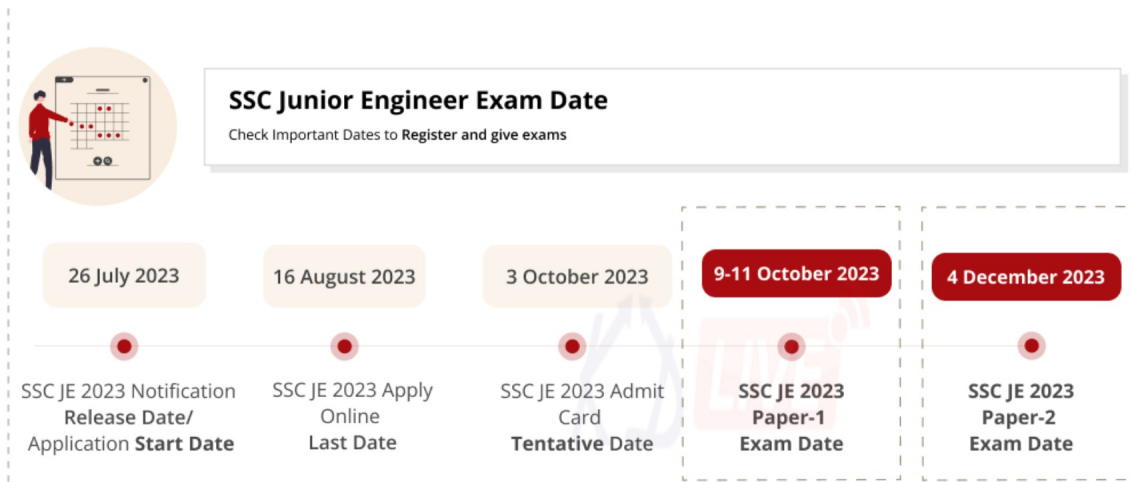 SSC Junior Engineer Exam Date
Check Important Dates to Register and give exams
26 July 2023
16 August 2023
3 October 2023
9-11 October 2023
4 December 2023
SSC JE 2023 Notification
Release Date/
Application Start Date
SSC JE 2023 Apply
Online
Last Date
SSC JE 2023 Admit
Card
Tentative Date
SSC JE 2023
Paper-1
Exam Date
SSC JE 2023
Paper-2
Exam Date
LIVE